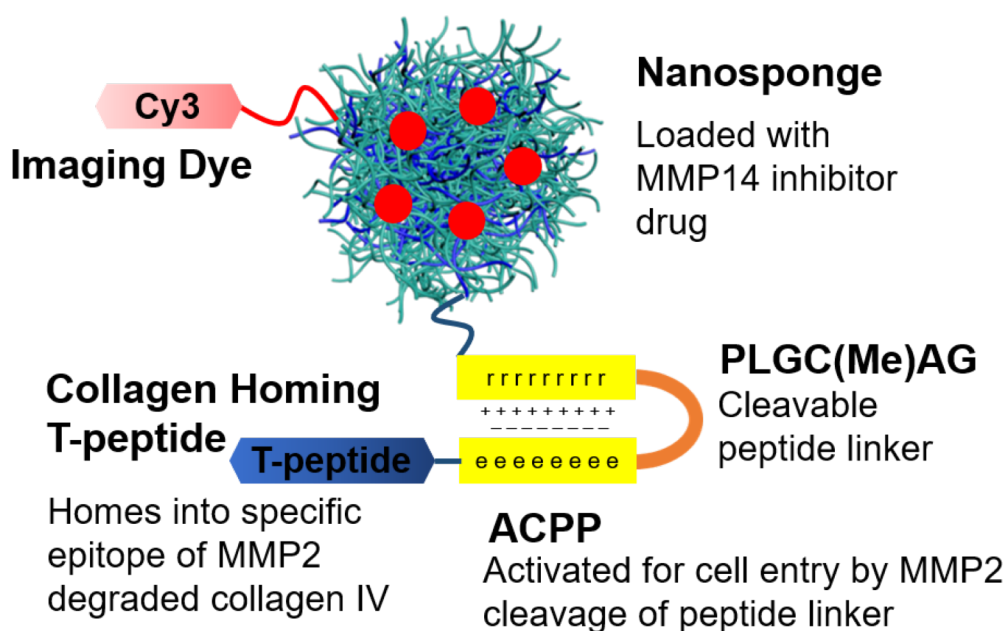 Cy3
Imaging Dye
Nanosponge
Loaded with
MMP14 inhibitor
drug
r r r r r r r r r
+ + + + + + + + +
– – – – – – – –
e e e e e e e e
PLGC(Me)AG
Cleavable
peptide linker
Collagen Homing
T-peptide
T-peptide
Homes into specific
epitope of MMP2
degraded collagen IV
ACPP
Activated for cell entry by MMP2
cleavage of peptide linker